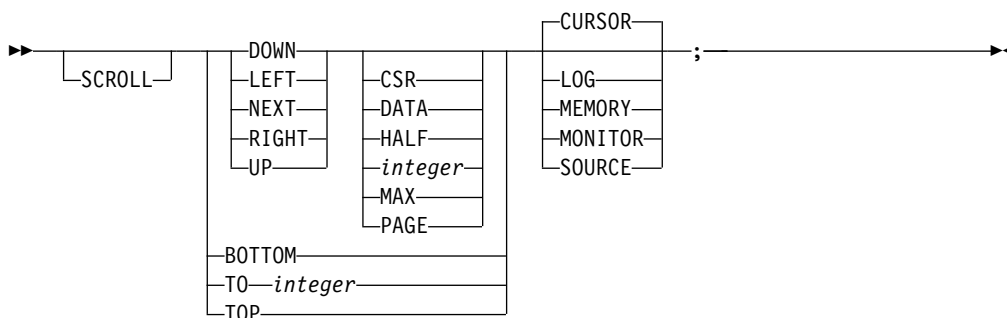 CURSOR
DOWN ;
SCROLL LEFT CSR LOG
NEXT DATA MEMORY
RIGHT HALF MONITOR
UP integer SOURCE
MAX
PAGE
BOTTOM
TO integer
TOP